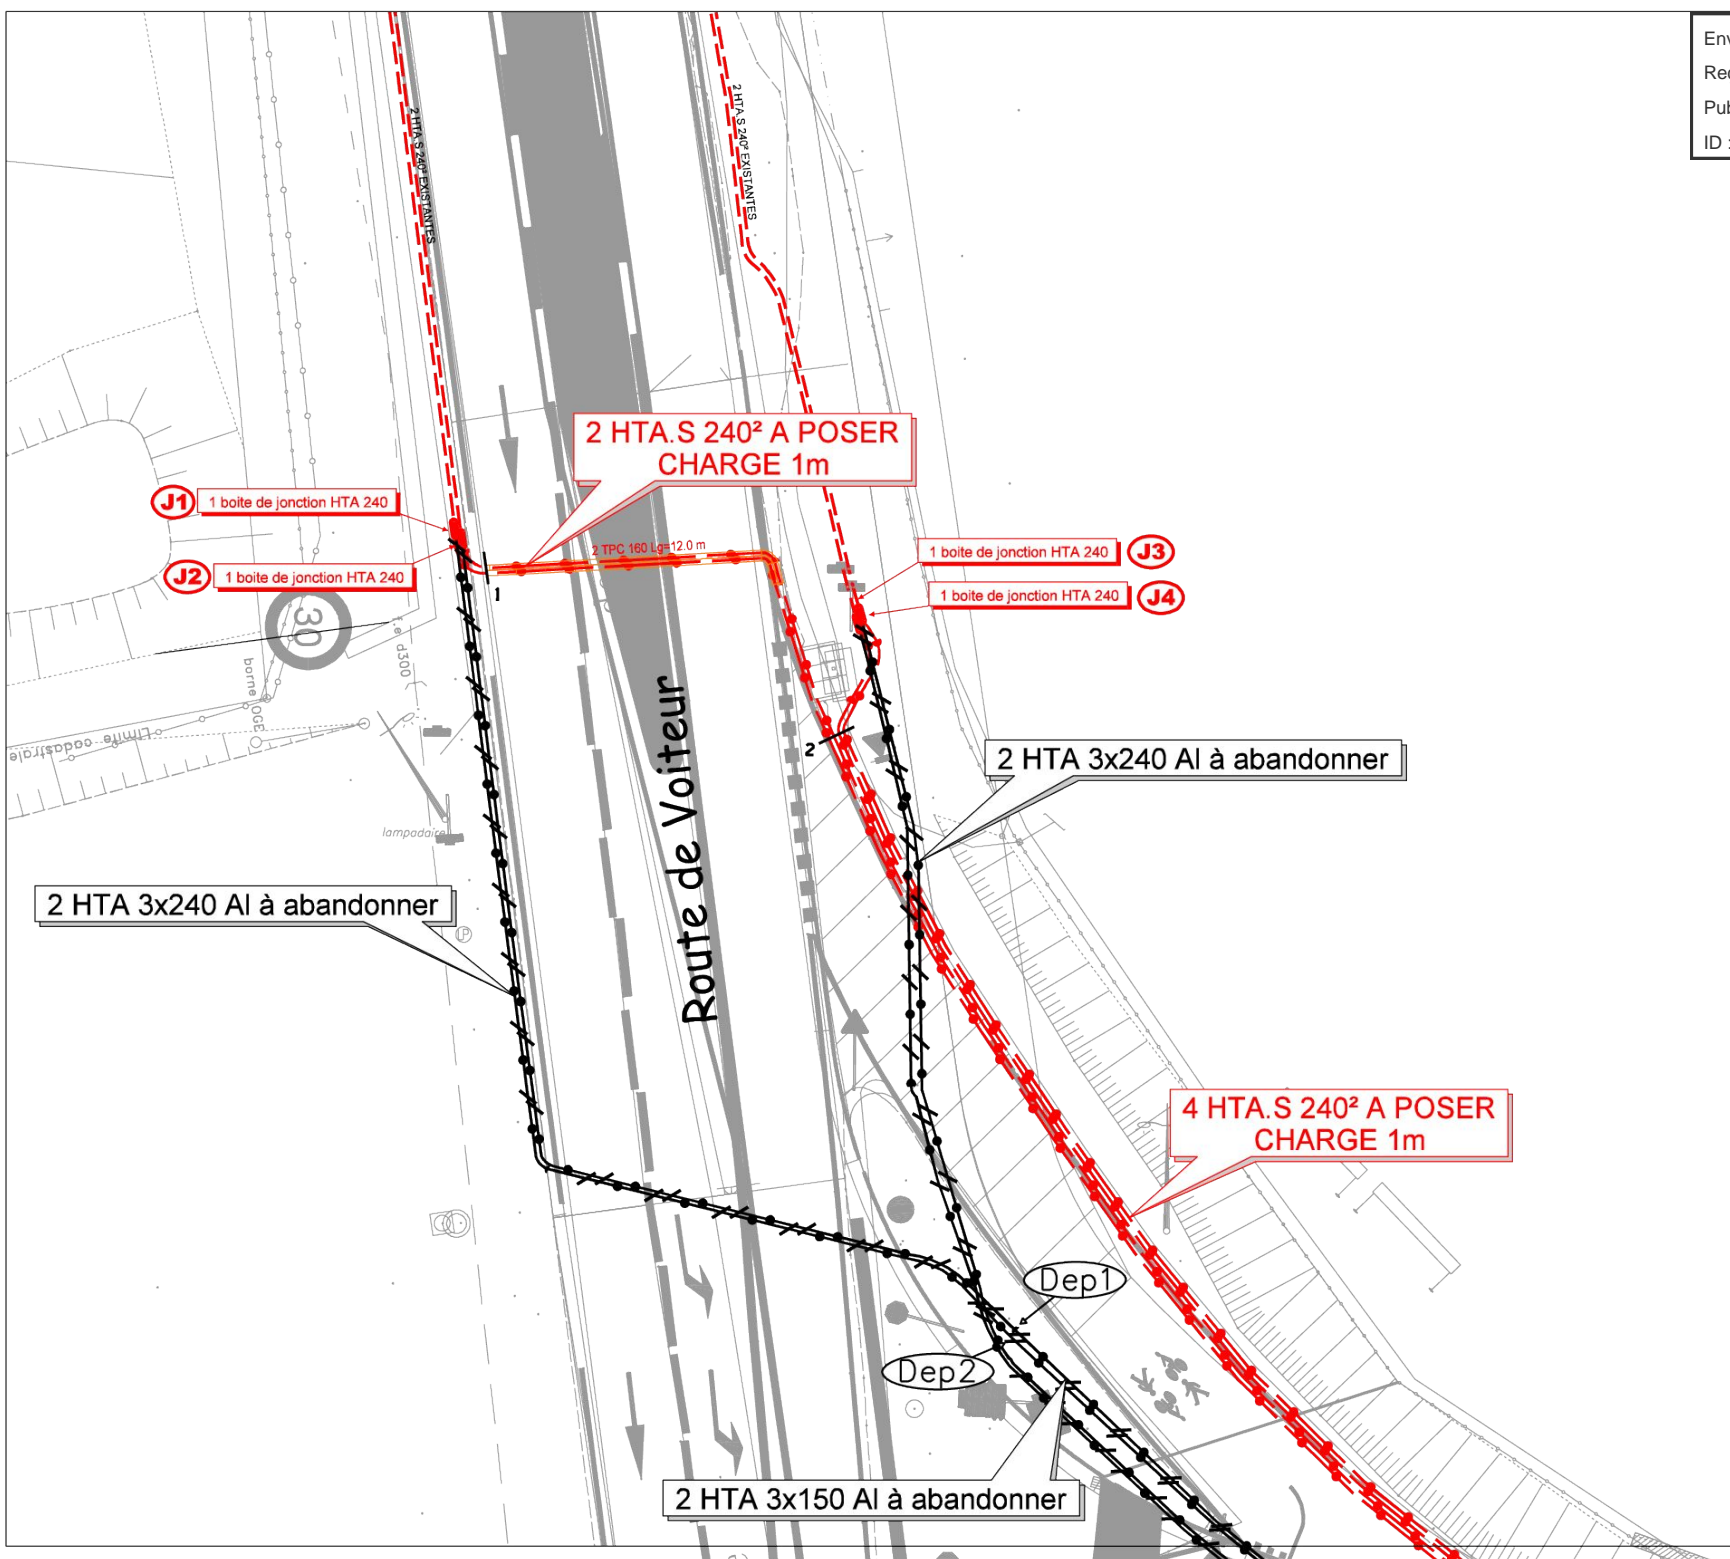 2 HTA.S 240² EXISTANTES
2 HTA.S 240² EXISTANTES
Env
Rec
Pub
ID :
2 HTA.S 240² A POSER
CHARGE 1m
J1
1 boite de jonction HTA 240
J2
1 boite de jonction HTA 240
2 TPC 160 Lg=12.0 m
1 boite de jonction HTA 240
J3
1 boite de jonction HTA 240
J4
1
30
d300
borne OGE
Limite cadastrale
2
Route de Voiteur
2 HTA 3x240 Al à abandonner
lampadaire
2 HTA 3x240 Al à abandonner
4 HTA.S 240² A POSER
CHARGE 1m
Dep1
Dep2
2 HTA 3x150 Al à abandonner